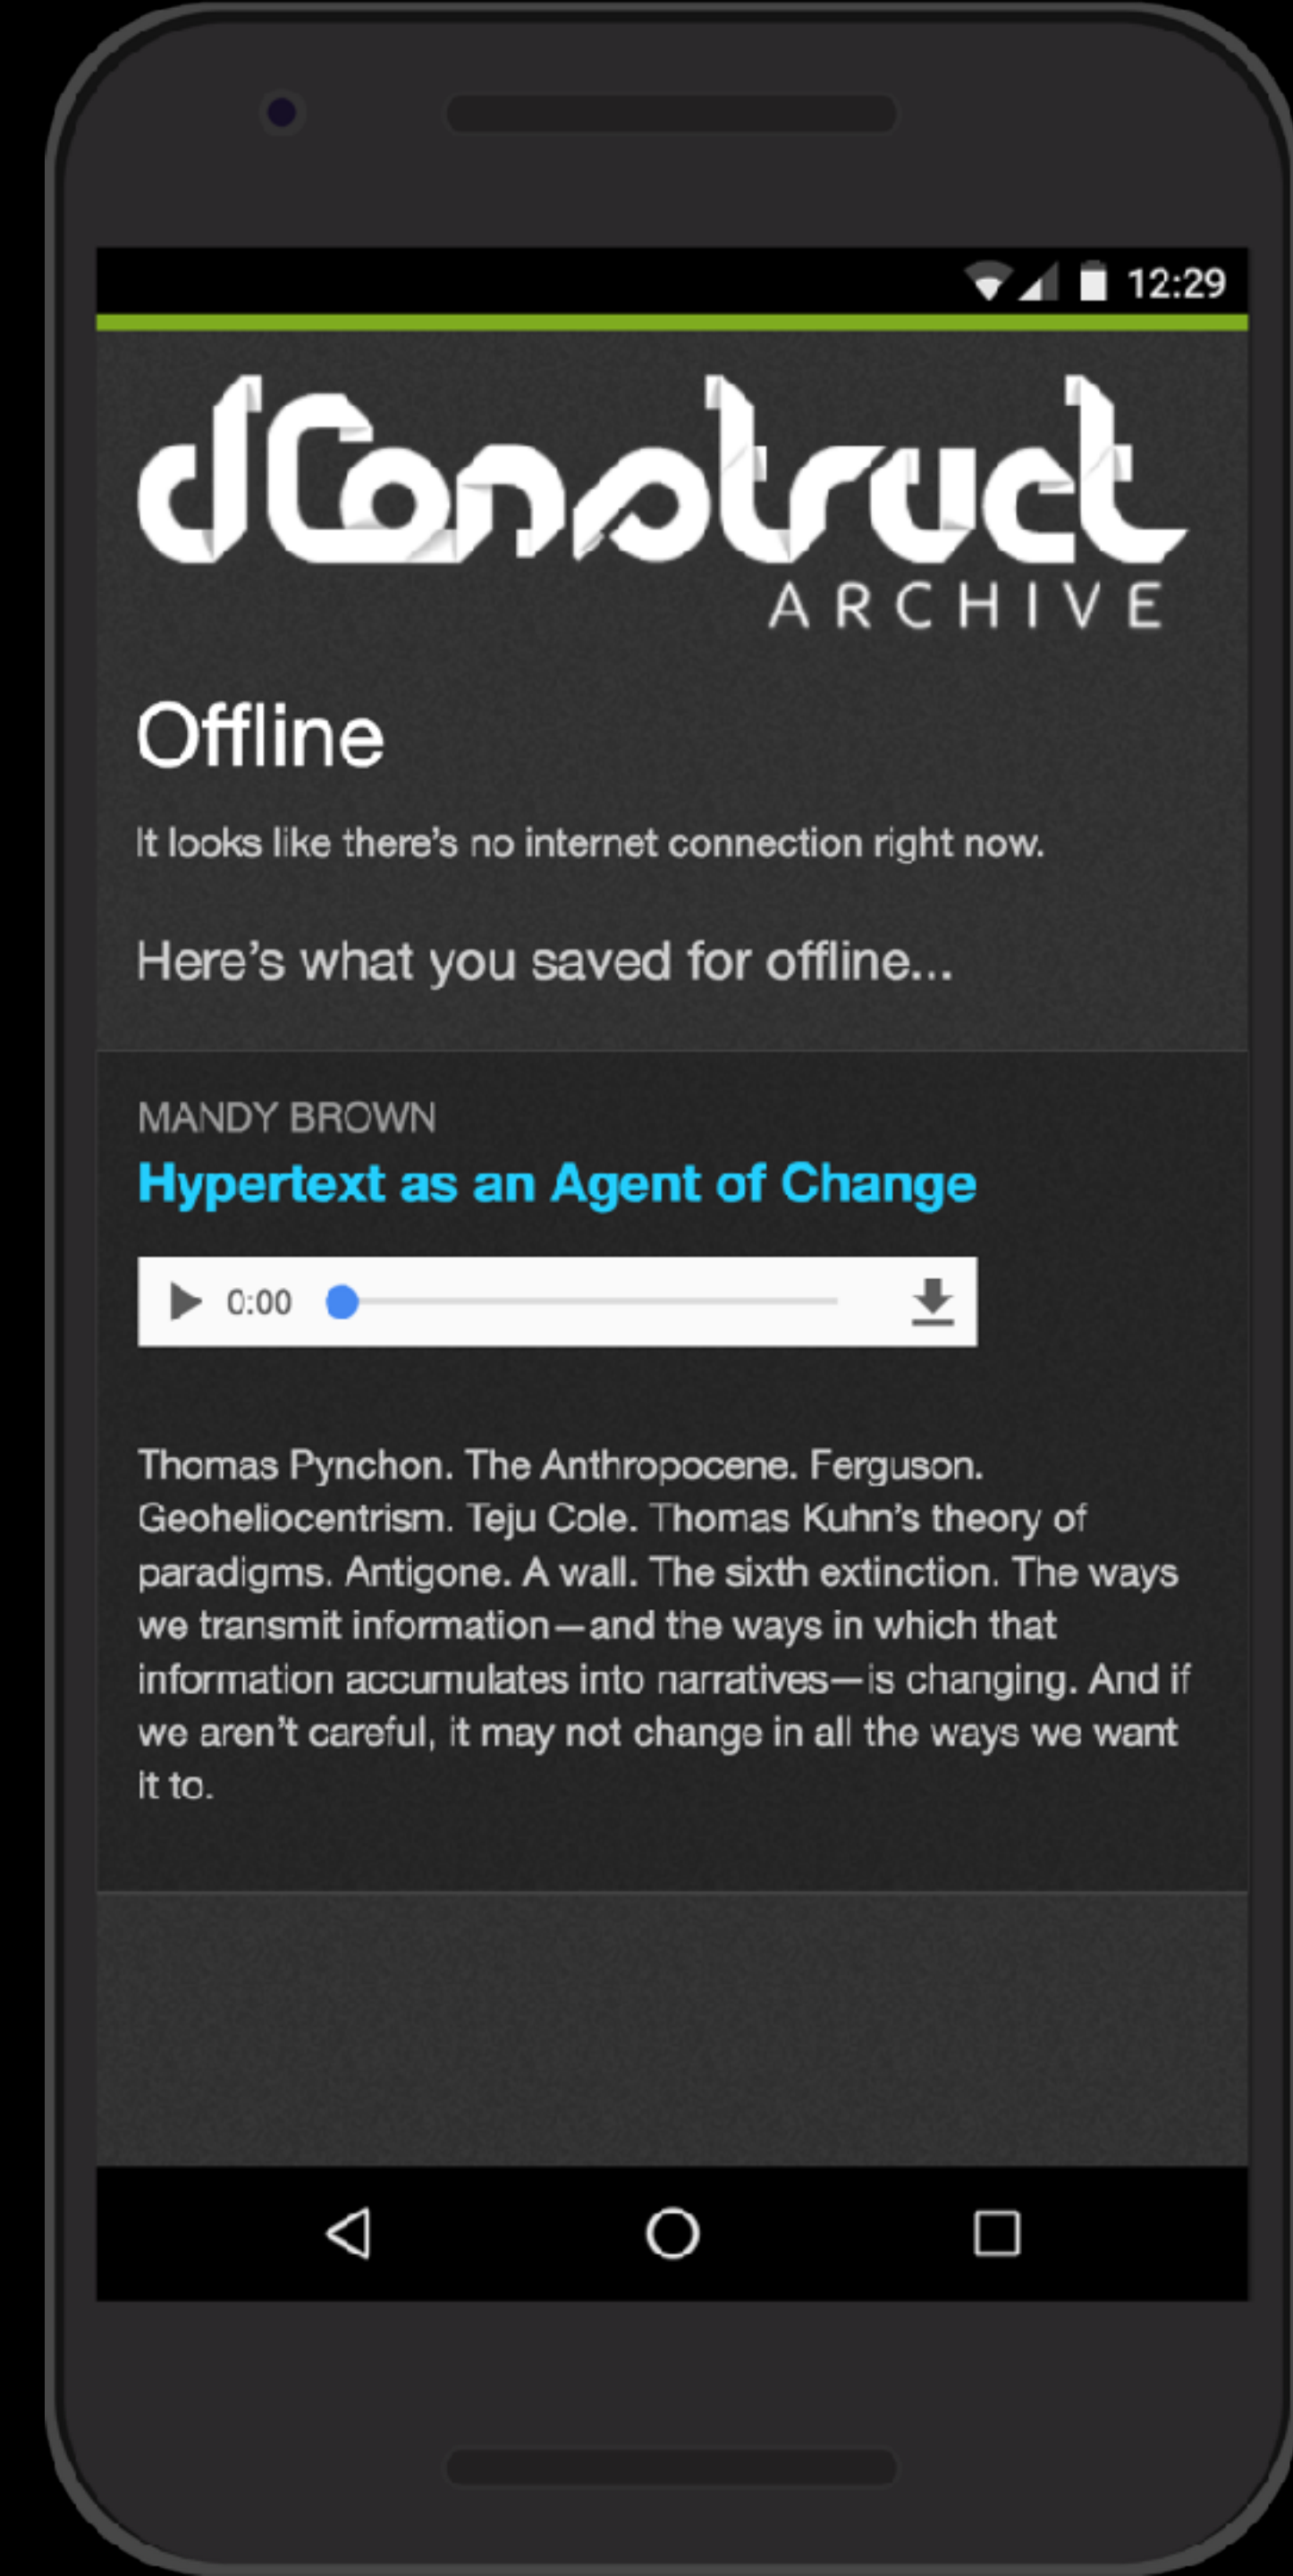 12:29
dConstruct
ARCHIVE
Offline
It looks like there’s no internet connection right now.
Here’s what you saved for offline...
MANDY BROWN
Hypertext as an Agent of Change
0:00
Thomas Pynchon. The Anthropocene. Ferguson.
Geoheliocentrism. Teju Cole. Thomas Kuhn’s theory of
paradigms. Antigone. A wall. The sixth extinction. The ways
we transmit information—and the ways in which that
information accumulates into narratives—is changing. And if
we aren’t careful, it may not change in all the ways we want
it to.